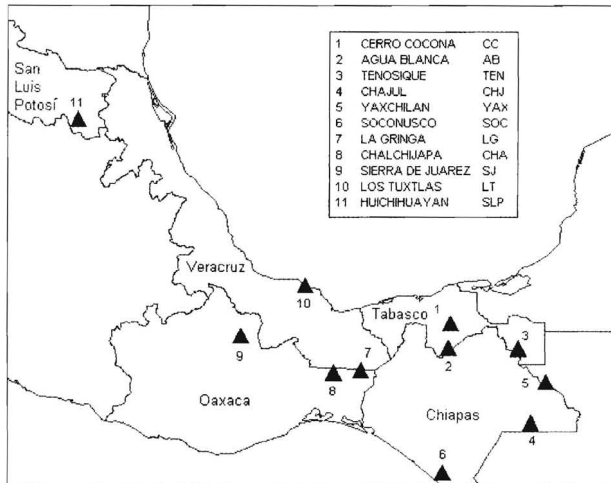 San
Luis
Potosí
11
1 CERRO COCONA CC
2 AGUA BLANCA AB
3 TENOSIQUE TEN
4 CHAJUL CHJ
5 YAXCHILAN YAX
6 SOCONUSCO SOC
7 LA GRINGA LG
8 CHALCHIJAPA CHA
9 SIERRA DE JUAREZ SJ
10 LOS TUXTLAS LT
11 HUICHIHUAYAN SLP
Veracruz
10
Tabasco
1
2
3
9
7
8
5
Oaxaca
Chiapas
4
6